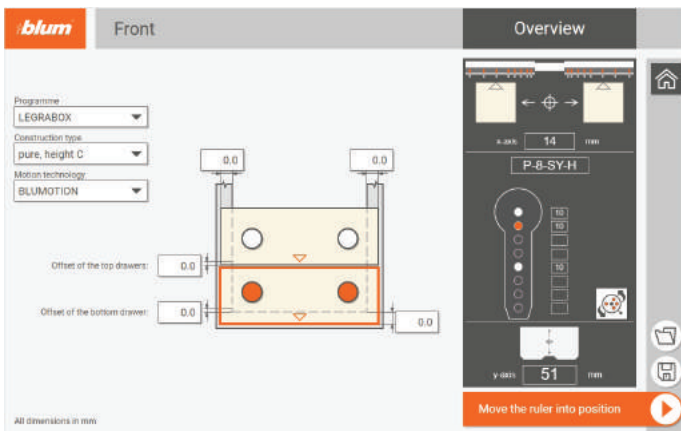 blum
Front
Overview
Programme
LEGRABOX
Construction type
pure, height C
Motion technology
BLUMOTION
0.0
0.0
Offset of the top drawers:
0.0
Offset of the bottom drawer:
0.0
0.0
All dimensions in mm
x-axis
14
mm
P-8-SY-H
10
10
10
y-axis
51
mm
Move the ruler into position